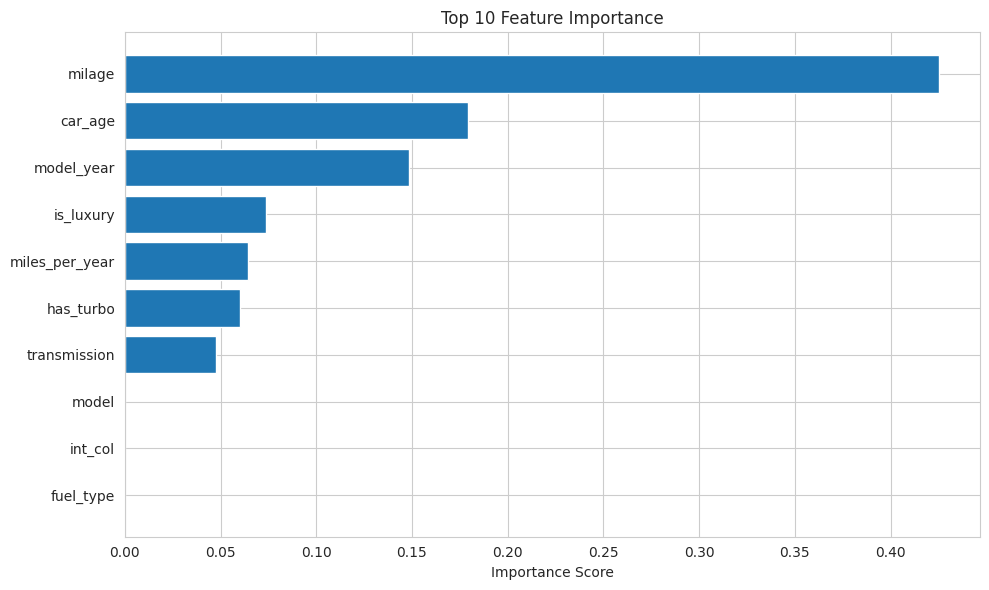 Top 10 Feature Importance
milage
car_age
model_year
is_luxury
miles_per_year
has_turbo
transmission
model
int_col
fuel_type
0.00 0.05 0.10 0.15 0.20 0.25 0.30 0.35 0.40
Importance Score